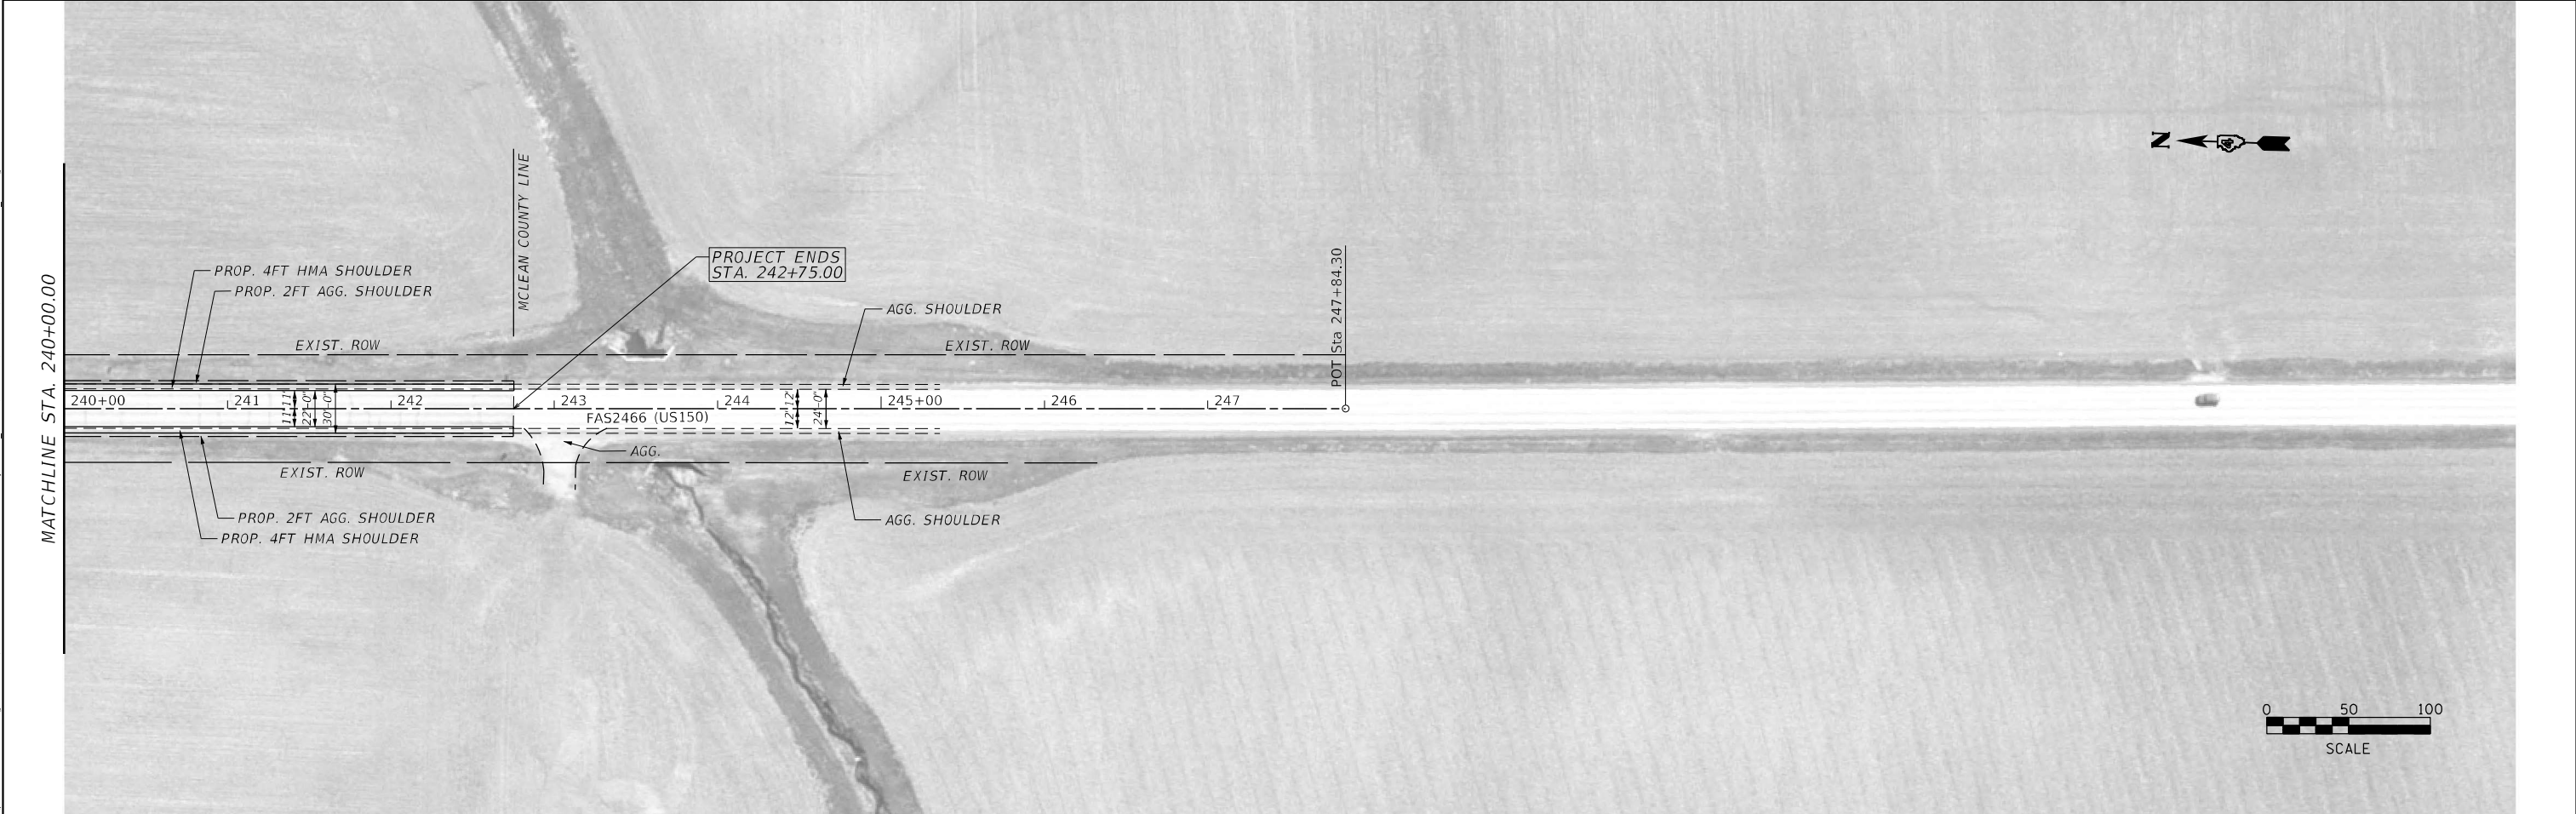 MATCHLINE STA. 240+00.00
MCLEAN COUNTY LINE
N
PROJECT ENDS
STA. 242+75.00
POT Sta 247+84.30
PROP. 4FT HMA SHOULDER
PROP. 2FT AGG. SHOULDER
AGG. SHOULDER
EXIST. ROW
EXIST. ROW
240+00
241
242
243
244
245+00
246
247
11'
11'
22'-0"
30'-0"
12'
12'
24'-0"
FAS2466 (US150)
AGG.
EXIST. ROW
EXIST. ROW
PROP. 2FT AGG. SHOULDER
AGG. SHOULDER
PROP. 4FT HMA SHOULDER
0 50 100
SCALE